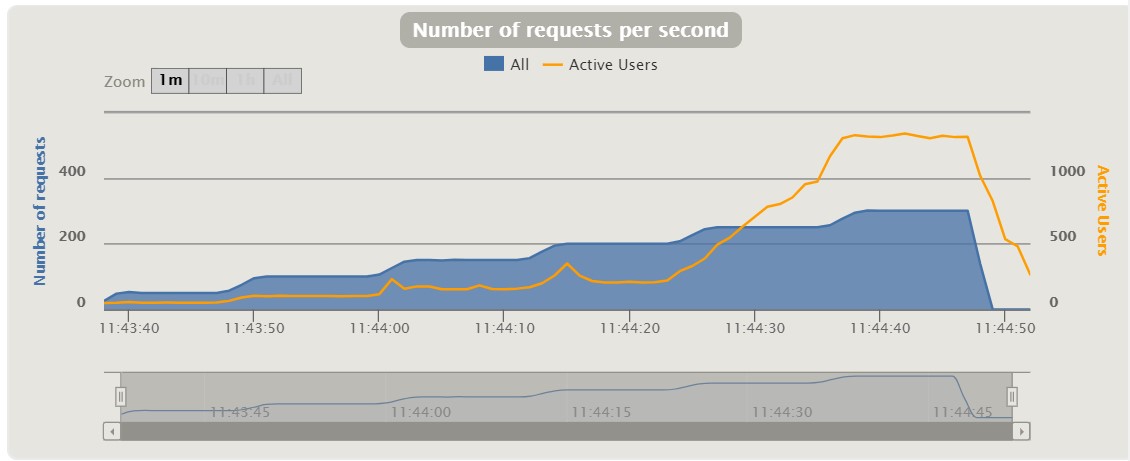 Number of requests per second
All Active Users
Zoom 1m 10m 1h All
Number of requests
400
200
0
1000
500
0
Active Users
11:43:40 11:43:50 11:44:00 11:44:10 11:44:20 11:44:30 11:44:40 11:44:50
11:43:45 11:44:00 11:44:15 11:44:30 11:44:45